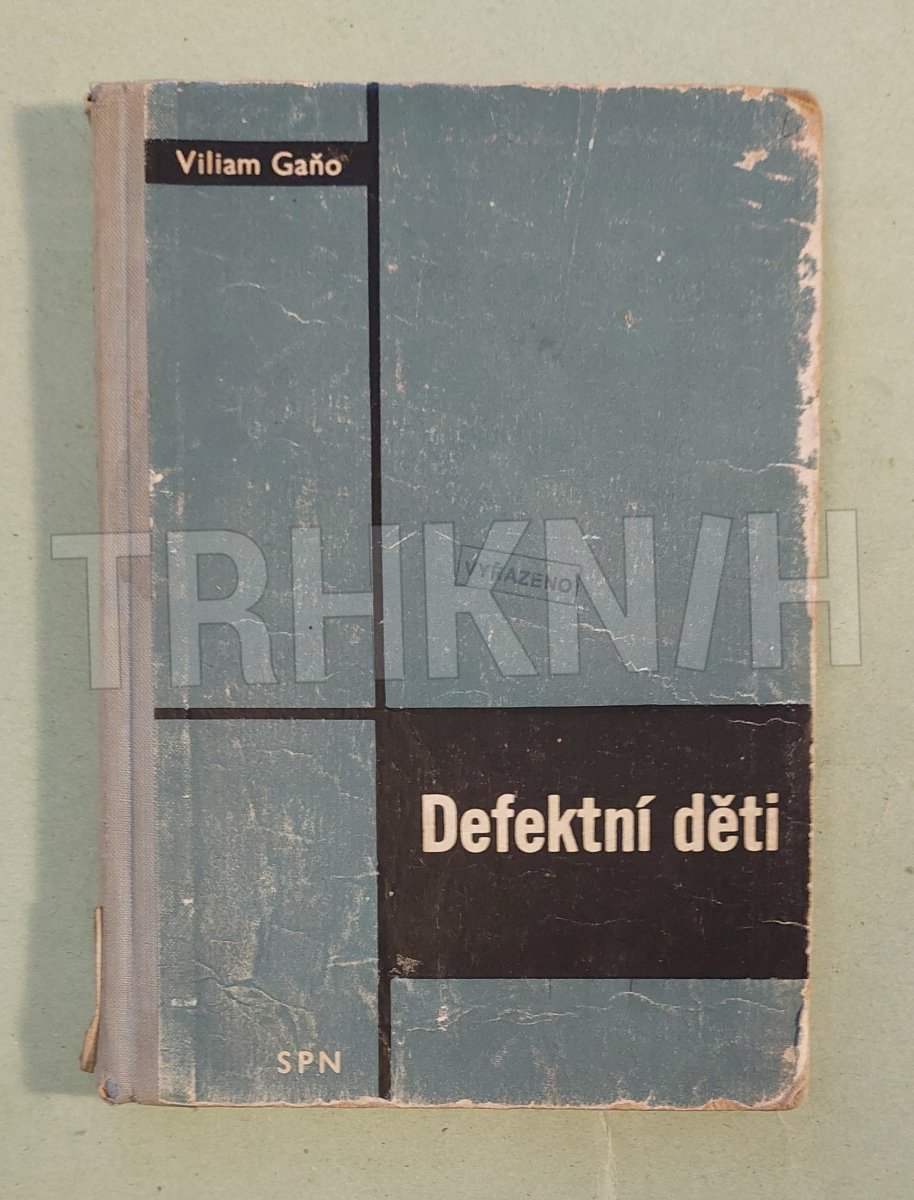 Viliam Gaňo
TRHKNIH
VYŘAZENO
Defektní děti
SPN